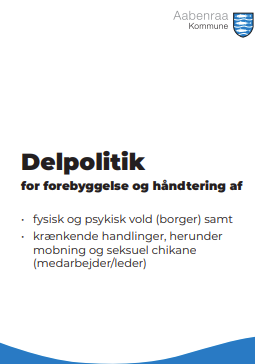 Aabenraa
Kommune
Delpolitik
for forebyggelse og håndtering af
• fysisk og psykisk vold (borger) samt
• krænkende handlinger, herunder
mobning og seksuel chikane
(medarbejder/leder)